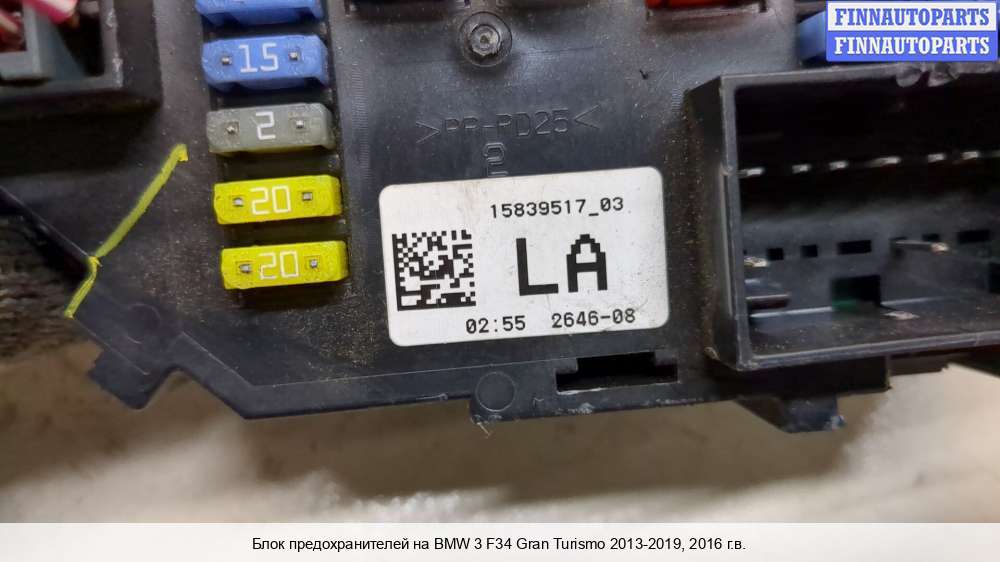 FINNAUTOPARTS
FINNAUTOPARTS
15
2
>PP-PD25<
20
20
15839517_03
LA
02:55 2646-08
Блок предохранителей на BMW 3 F34 Gran Turismo 2013-2019, 2016 г.в.